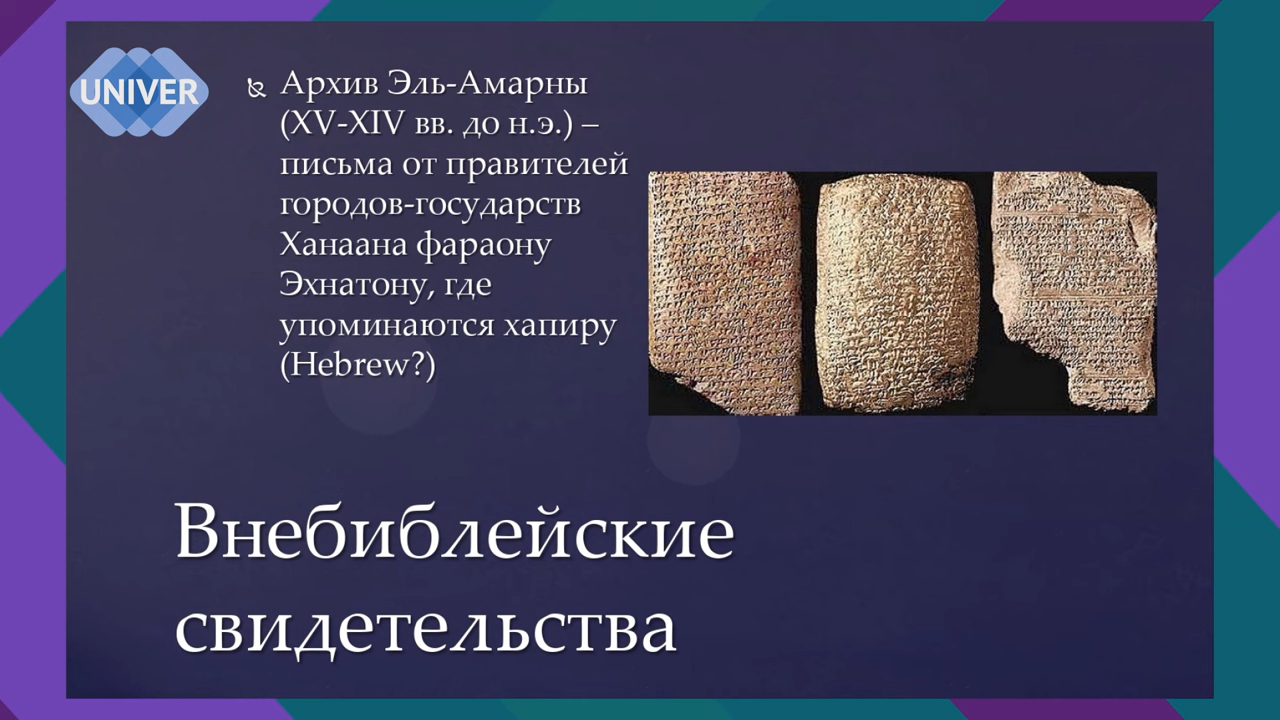 UNIVER
Архив Эль-Амарны
(XV-XIV вв. до н.э.) –
письма от правителей
городов-государств
Ханаана фараону
Эхнатону, где
упоминаются хапиру
(Hebrew?)
Внебиблейские
свидетельства